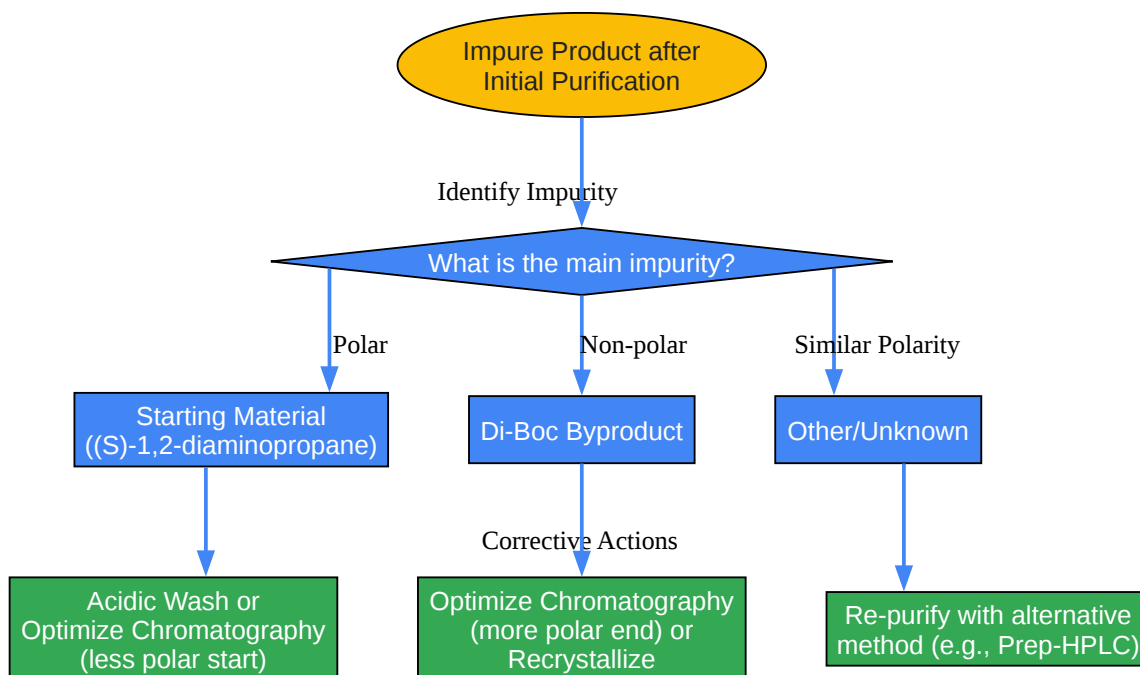 Impure Product after
Initial Purification
Identify Impurity
What is the main impurity?
Polar
Non-polar
Similar Polarity
Starting Material
((S)-1,2-diaminopropane)
Di-Boc Byproduct
Other/Unknown
Corrective Actions
Acidic Wash or
Optimize Chromatography
(less polar start)
Optimize Chromatography
(more polar end) or
Recrystallize
Re-purify with alternative
method (e.g., Prep-HPLC)